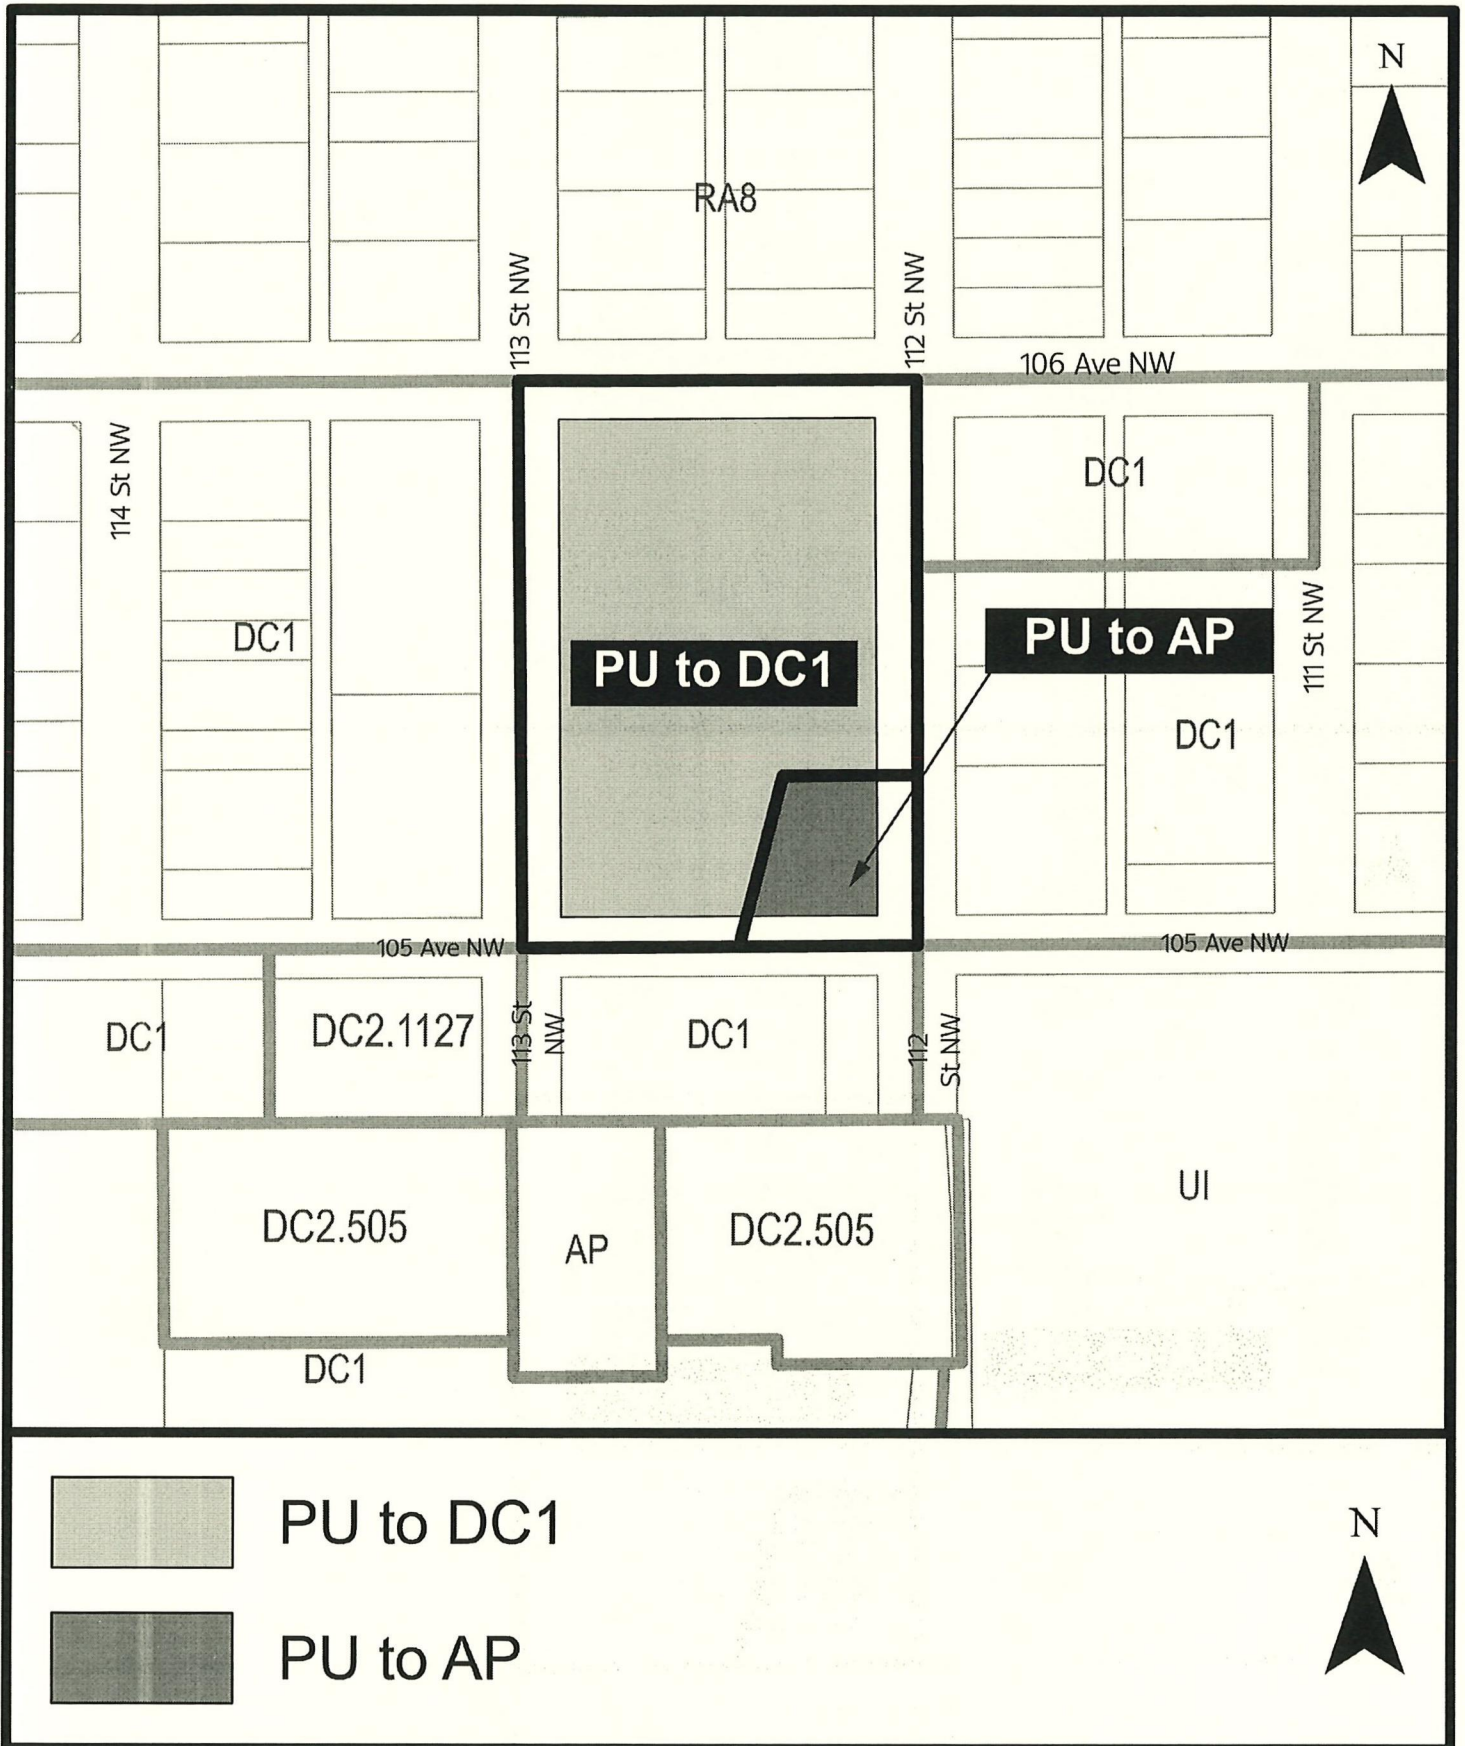 N
RA8
113 St NW
112 St NW
106 Ave NW
114 St NW
DC1
PU to DC1
PU to AP
111 St NW
DC1
DC1
105 Ave NW
105 Ave NW
DC1
DC2.1127
113 St
NW
DC1
112
St NW
UI
DC2.505
AP
DC2.505
DC1
PU to DC1
N
PU to AP